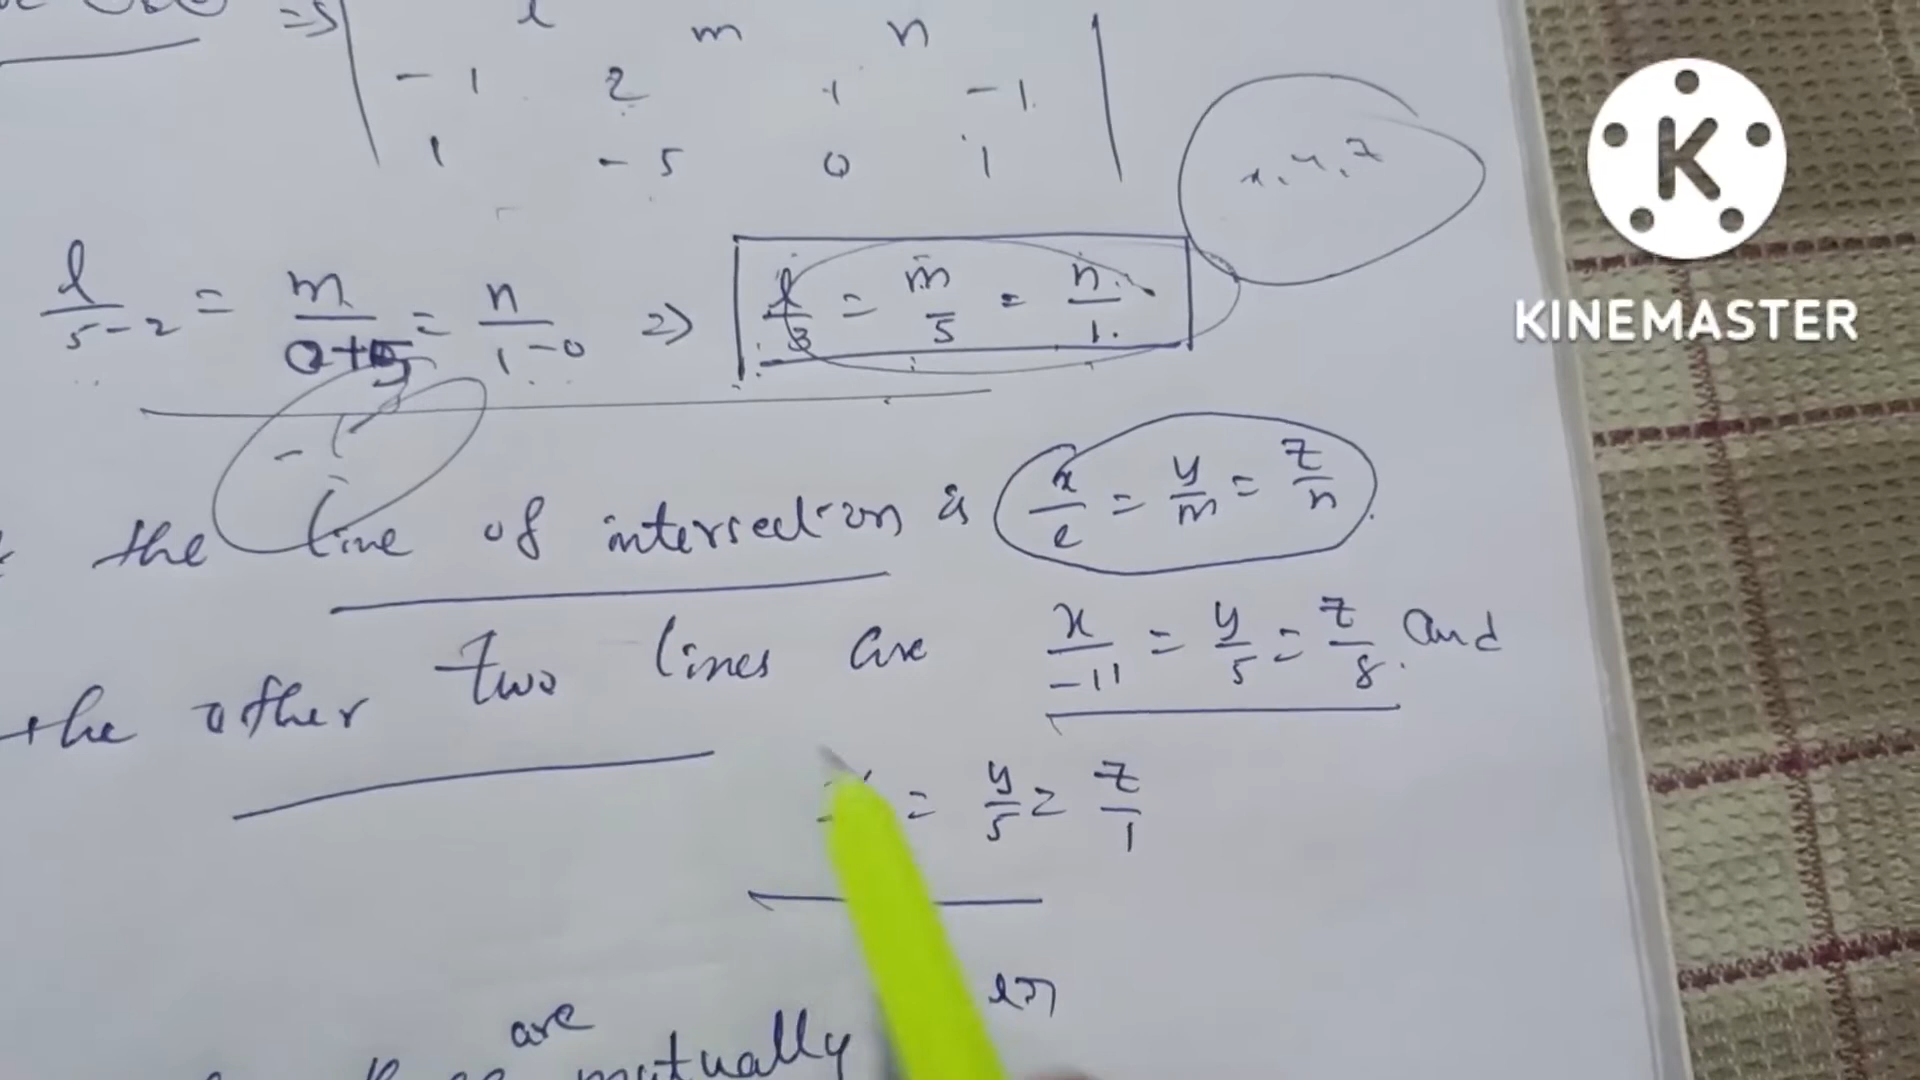 => | l m n
-1 2 1 -1
1 -5 0 1
x, y, z
l/5-2 = m/0+5 = n/1-0 => l/3 = m/5 = n/1.
K
KINEMASTER
the line of intersection is x/l = y/m = z/n.
the other two lines are x/-11 = y/5 = z/8. and
= y/5 = z/1
are
mutually